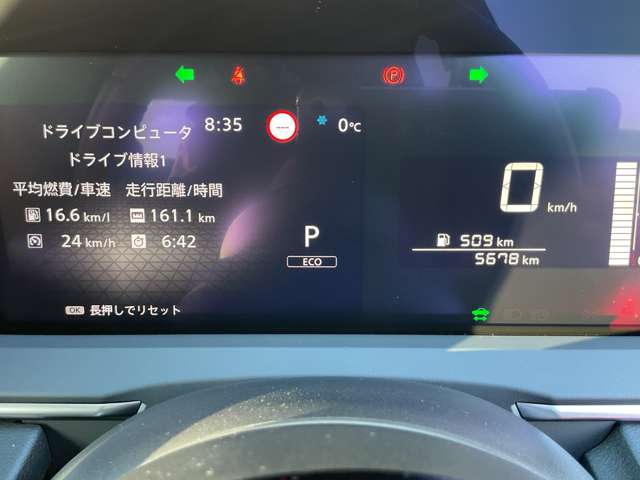 P
ドライブコンピュータ 8:35 --- 0℃
ドライブ情報1
平均燃費/車速 走行距離/時間
16.6 km/l 161.1 km
24 km/h 6:42
P
ECO
OK 長押しでリセット
0 km/h
509 km
5678 km